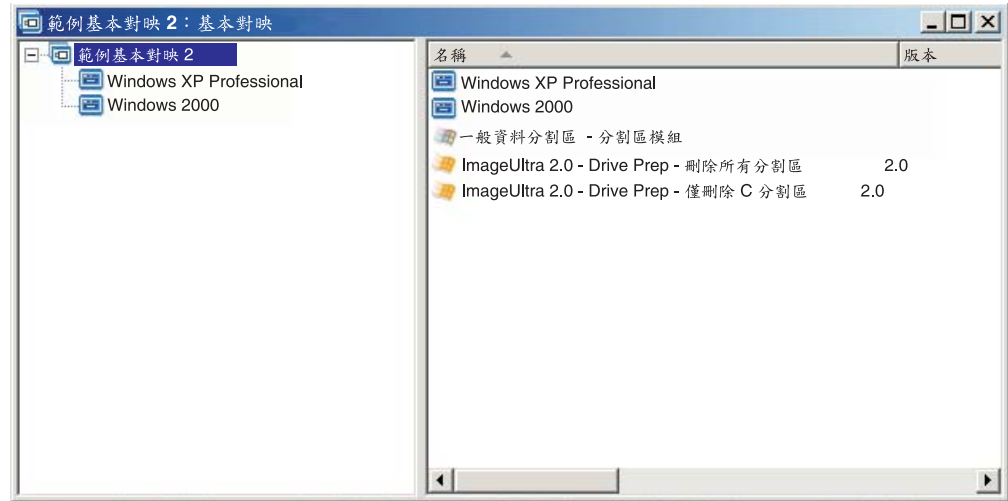 範例基本對映 2：基本對映
範例基本對映 2
Windows XP Professional
Windows 2000
名稱 版本
Windows XP Professional
Windows 2000
一般資料分割區 - 分割區模組
ImageUltra 2.0 - Drive Prep - 刪除所有分割區 2.0
ImageUltra 2.0 - Drive Prep - 僅刪除 C 分割區 2.0